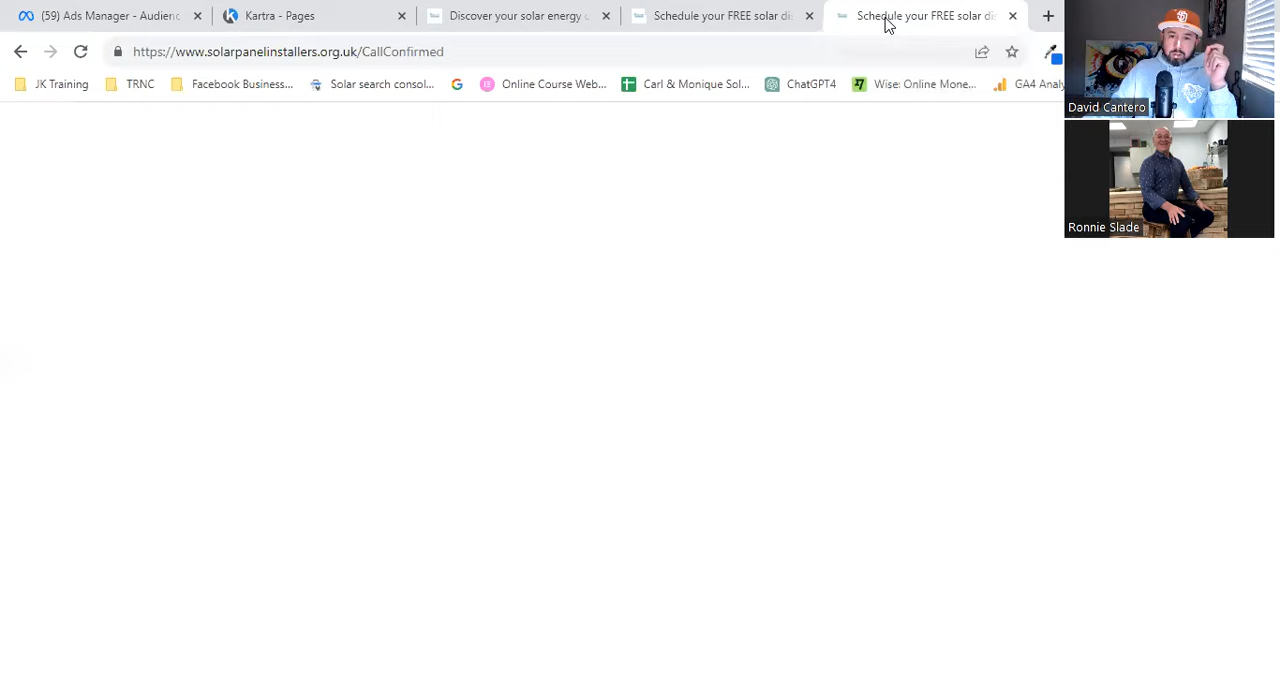 (59) Ads Manager - Audienc
Kartra - Pages
Discover your solar energy c
Schedule your FREE solar dis
Schedule your FREE solar dis
https://www.solarpanelinstallers.org.uk/CallConfirmed
JK Training
TRNC
Facebook Business...
Solar search consol...
Online Course Web...
Carl & Monique Sol...
ChatGPT4
Wise: Online Mone...
GA4 Analy
David Cantero
Ronnie Slade